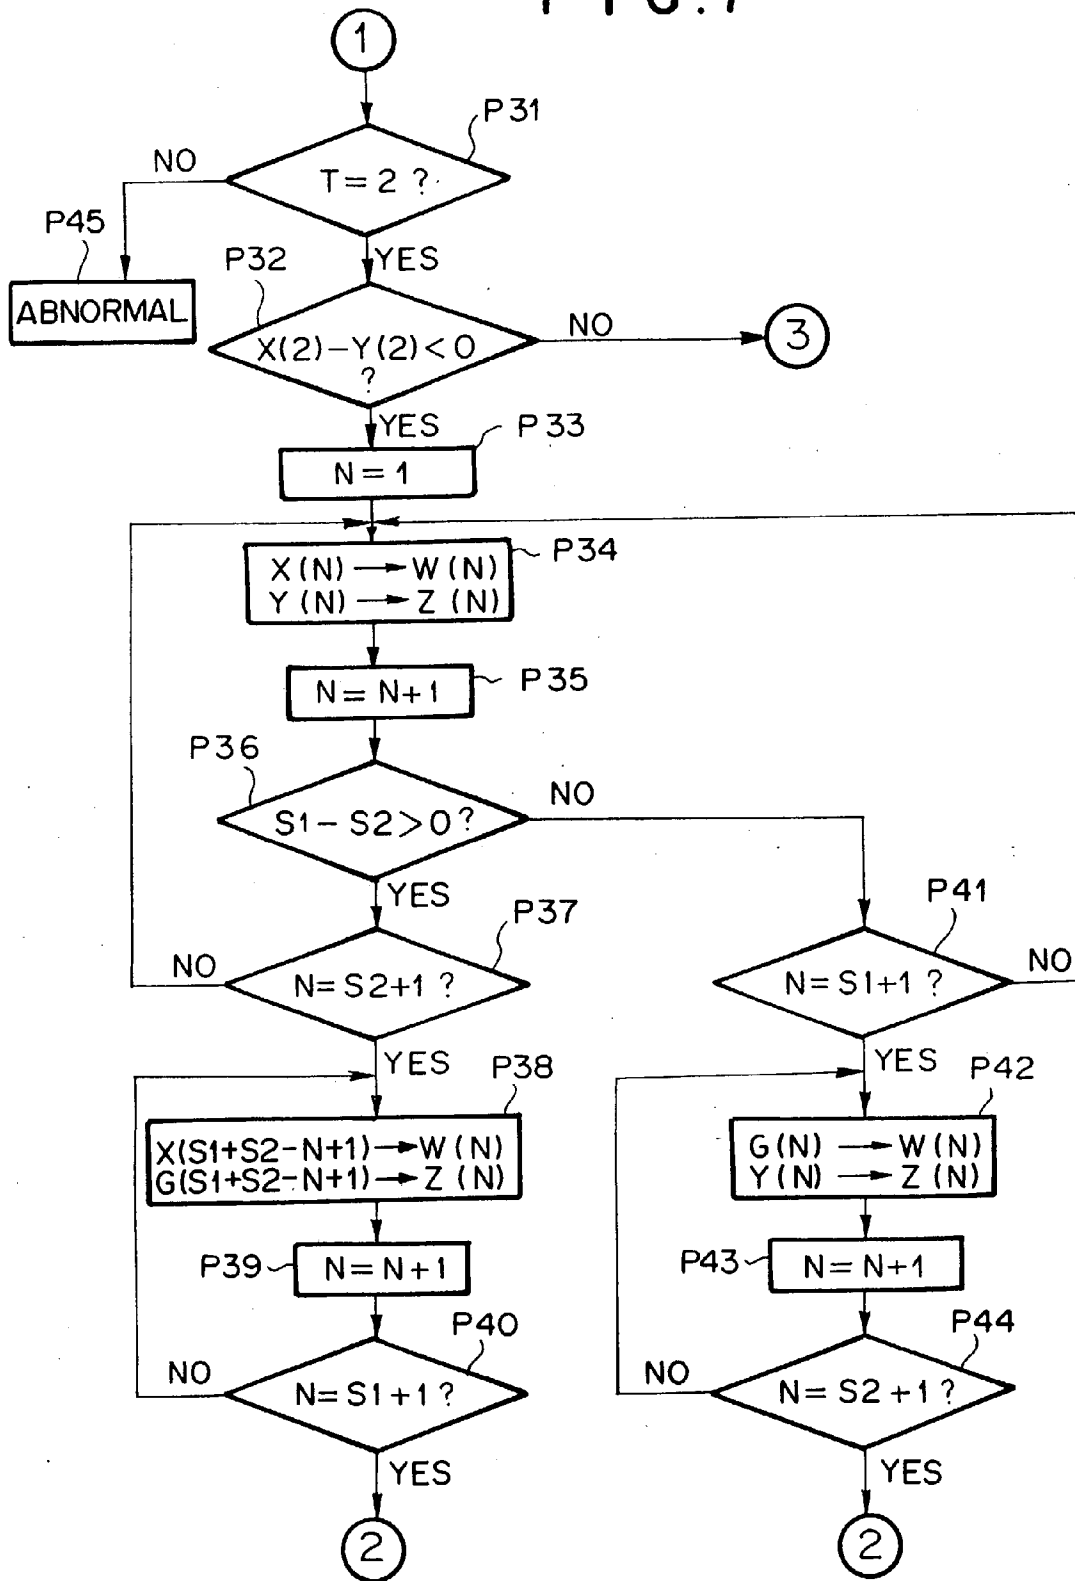 FIG.7
1
P31
NO
T=2 ?
P45
YES
P32
ABNORMAL
NO
3
X(2)-Y(2)<0
?
YES
P33
N=1
P34
X(N)→W(N)
Y(N)→Z(N)
P35
N=N+1
P36
NO
S1-S2>0?
YES
P41
P37
NO
N=S2+1 ?
NO
N=S1+1 ?
YES
P38
YES
P42
X(S1+S2-N+1)→W(N)
G(S1+S2-N+1)→Z(N)
G(N)→W(N)
Y(N)→Z(N)
P39
N=N+1
P43
N=N+1
P40
P44
NO
N=S1+1?
NO
N=S2+1?
YES
YES
2
2